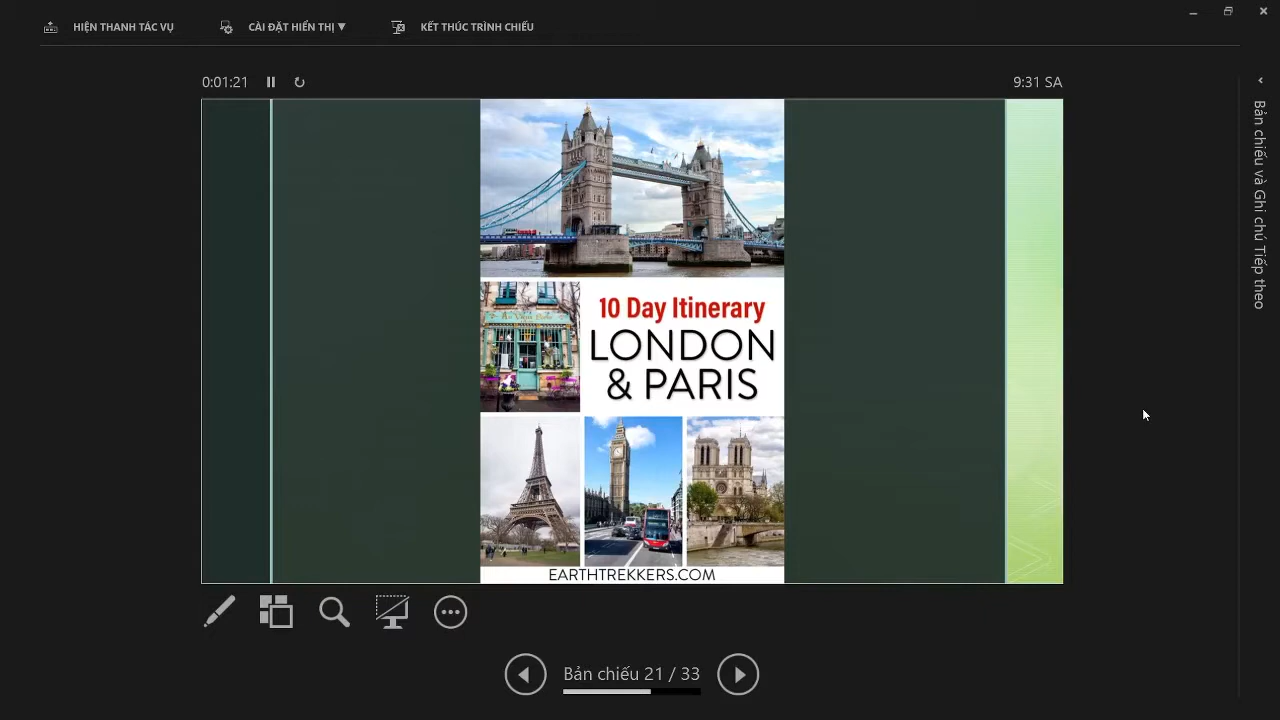 HIỆN THANH TÁC VỤ
CÀI ĐẶT HIỂN THỊ ▼
KẾT THÚC TRÌNH CHIẾU
0:01:21
9:31 SA
10 Day Itinerary
LONDON
& PARIS
EARTHTREKKERS.COM
Bản chiếu và Ghi chú Tiếp theo
Bản chiếu 21 / 33